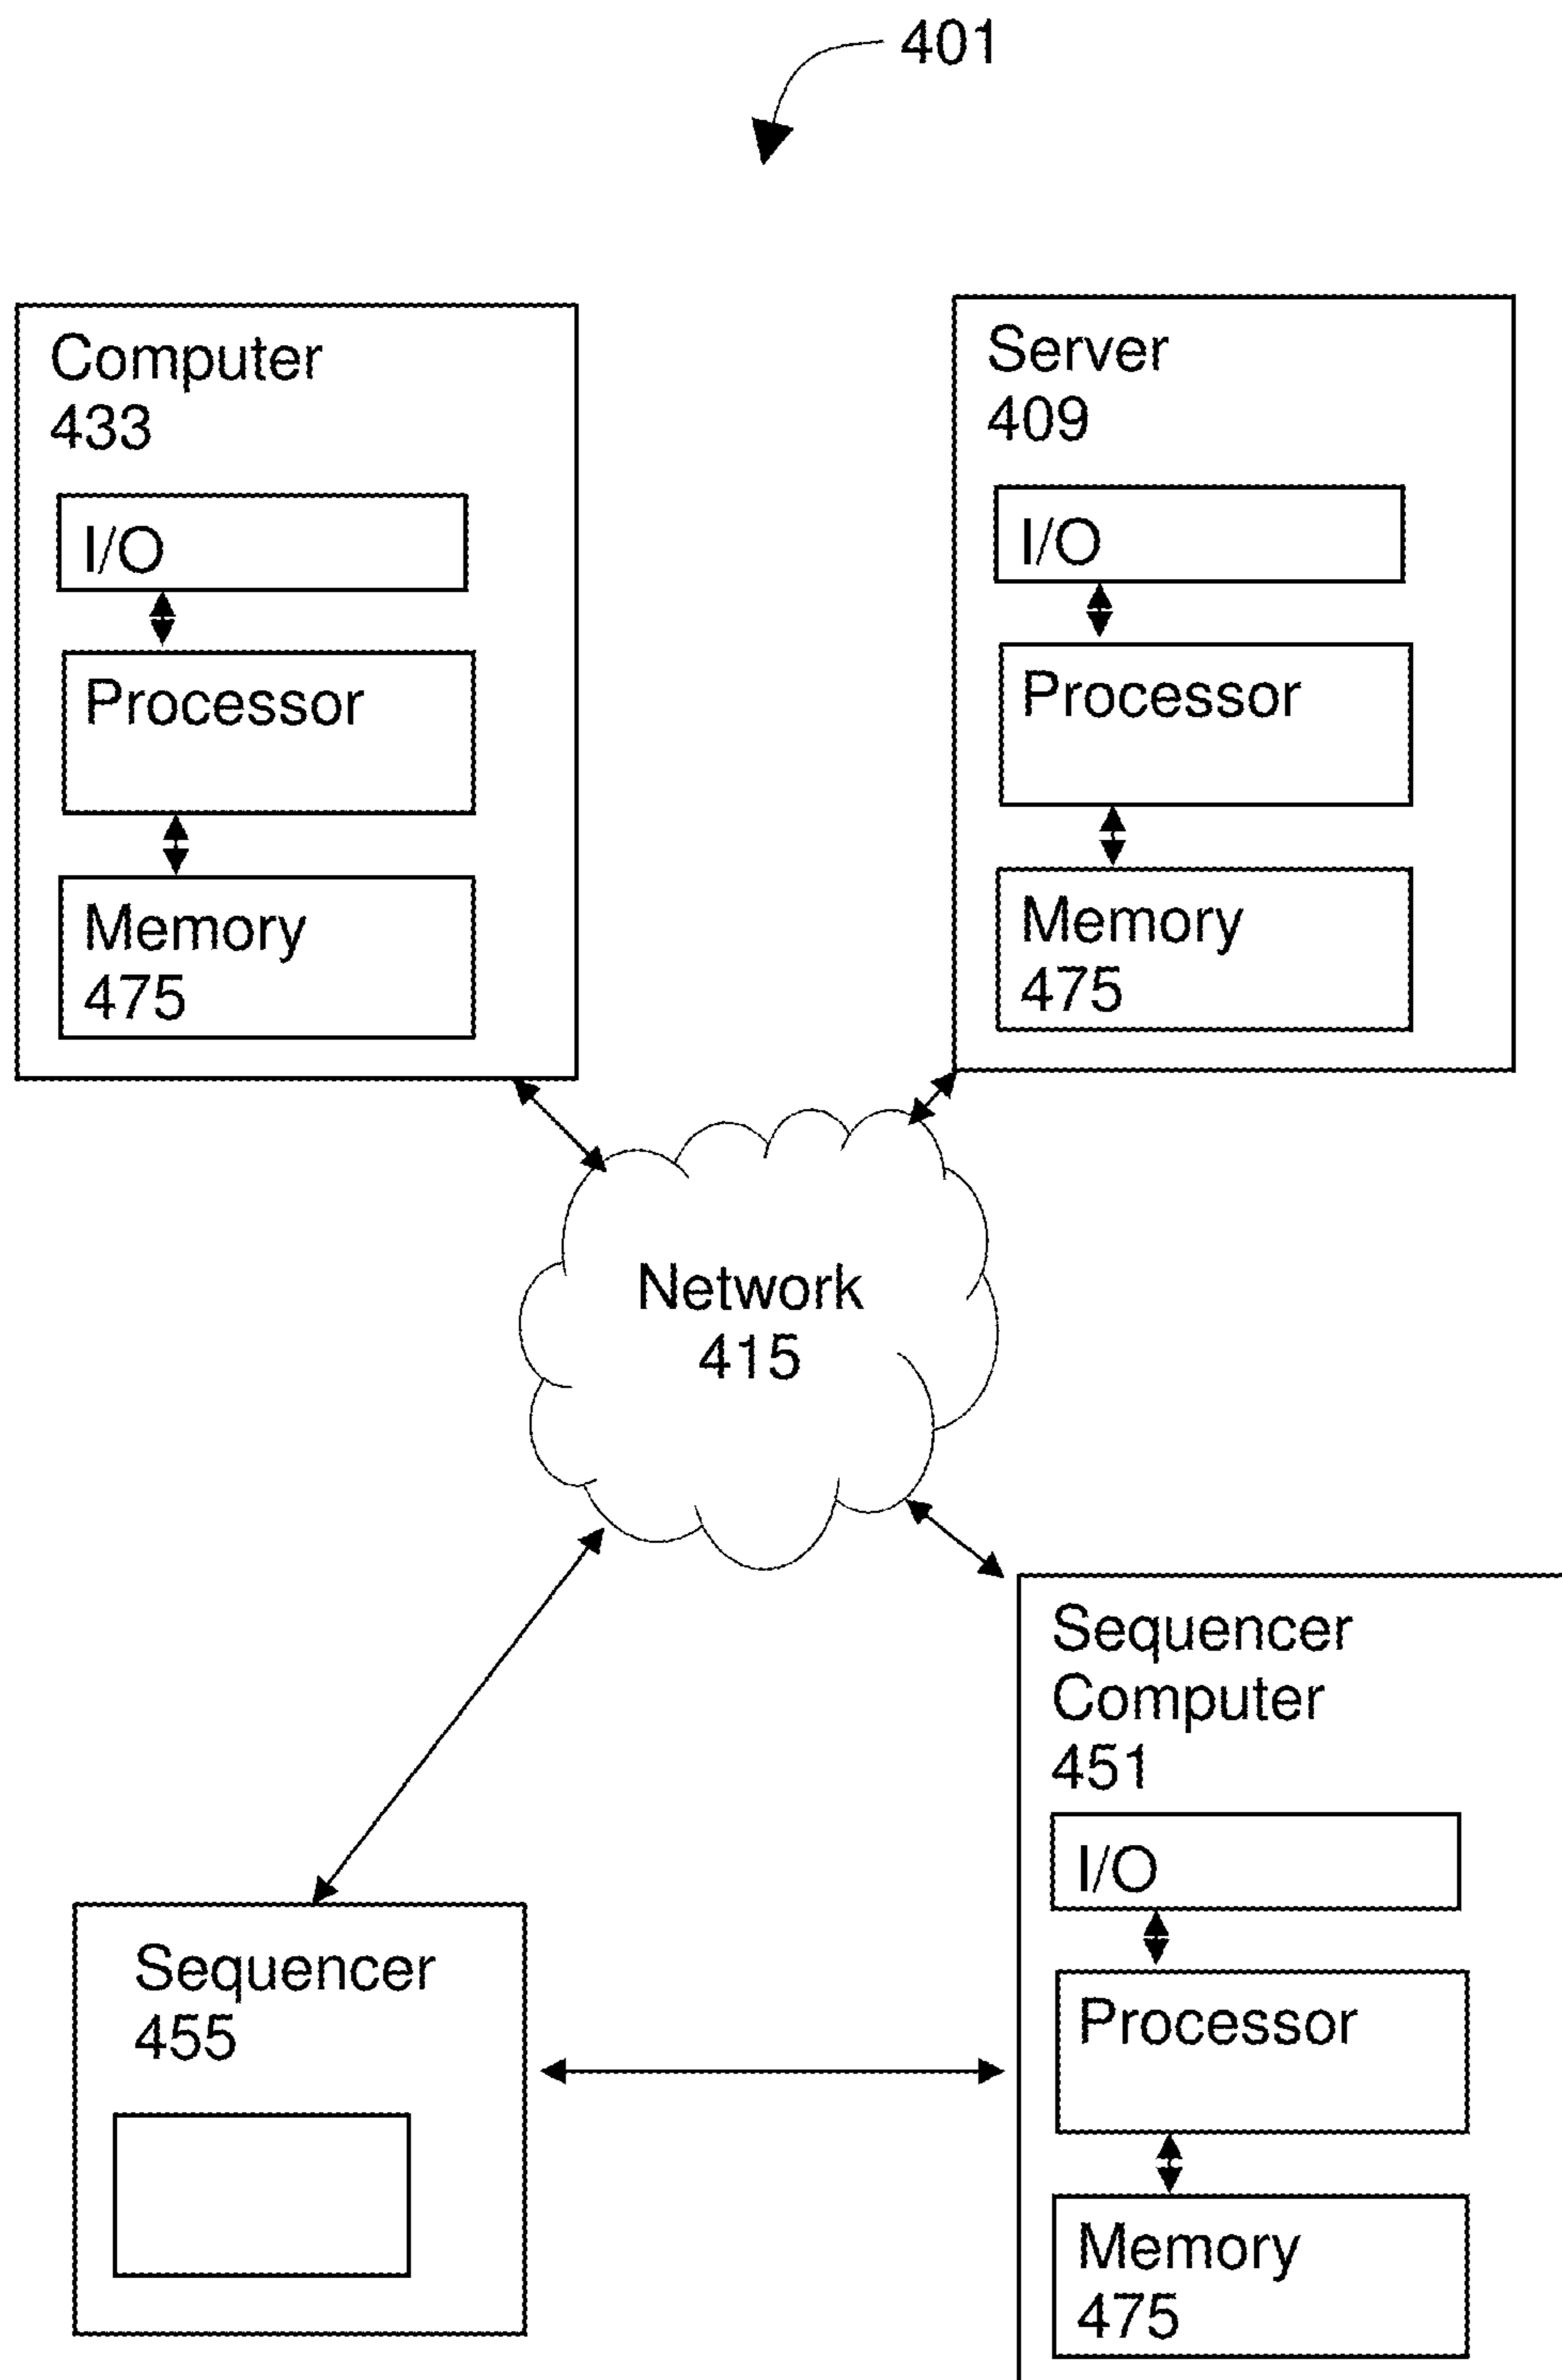 401
Computer
433
I/O
Processor
Memory
475
Server
409
I/O
Processor
Memory
475
Network
415
Sequencer
455
Sequencer
Computer
451
I/O
Processor
Memory
475